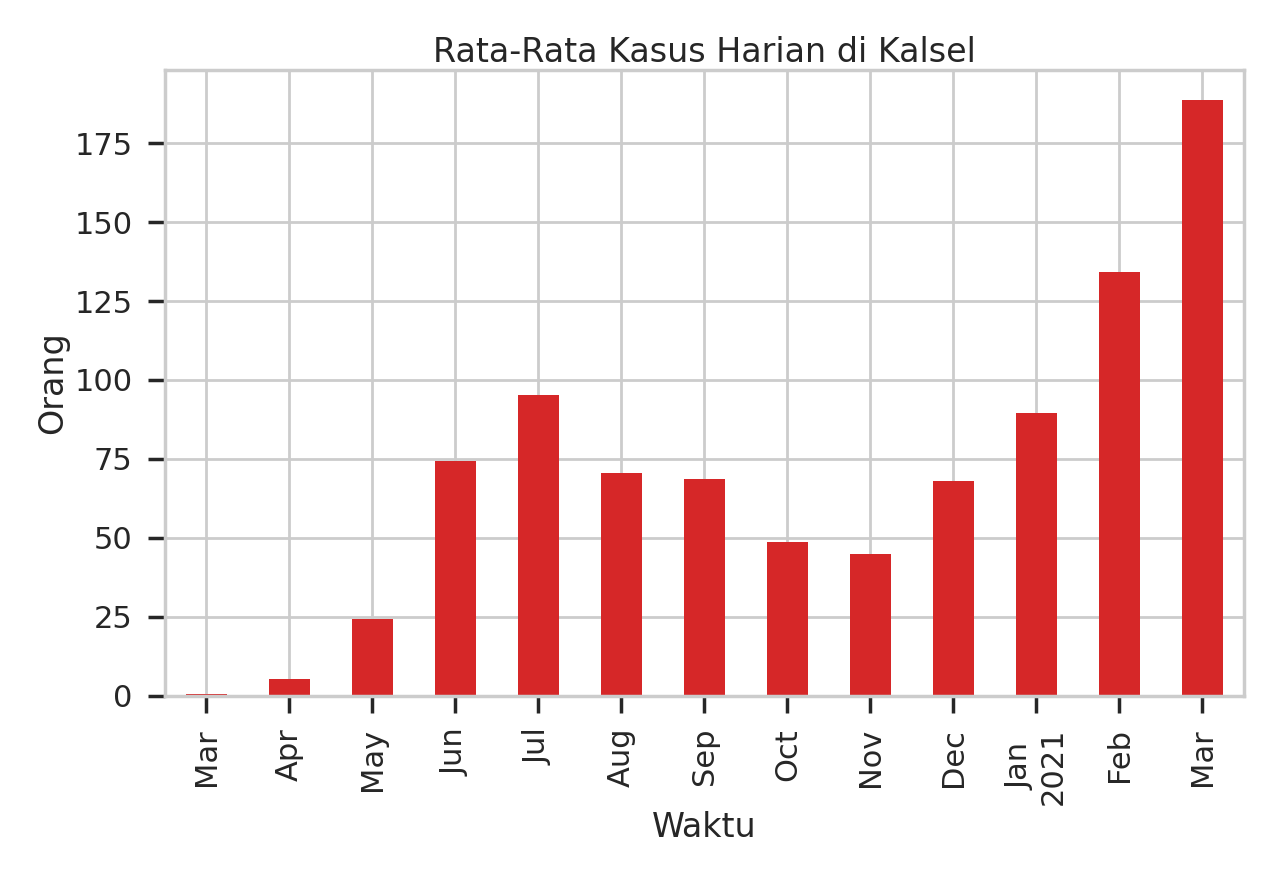 Rata-Rata Kasus Harian di Kalsel
Orang
175
150
125
100
75
50
25
0
Mar
Apr
May
Jun
Jul
Aug
Sep
Oct
Nov
Dec
Jan
2021
Feb
Mar
Waktu